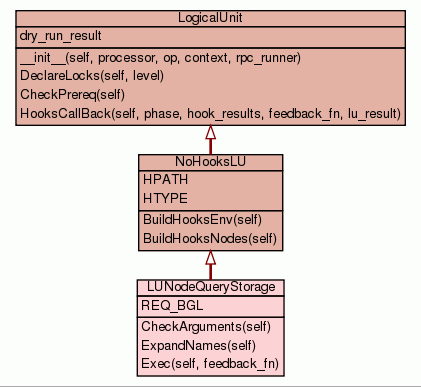 LogicalUnit
dry_run_result
__init__(self, processor, op, context, rpc_runner)
DeclareLocks(self, level)
CheckPrereq(self)
HooksCallBack(self, phase, hook_results, feedback_fn, lu_result)
NoHooksLU
HPATH
HTYPE
BuildHooksEnv(self)
BuildHooksNodes(self)
LUNodeQueryStorage
REQ_BGL
CheckArguments(self)
ExpandNames(self)
Exec(self, feedback_fn)